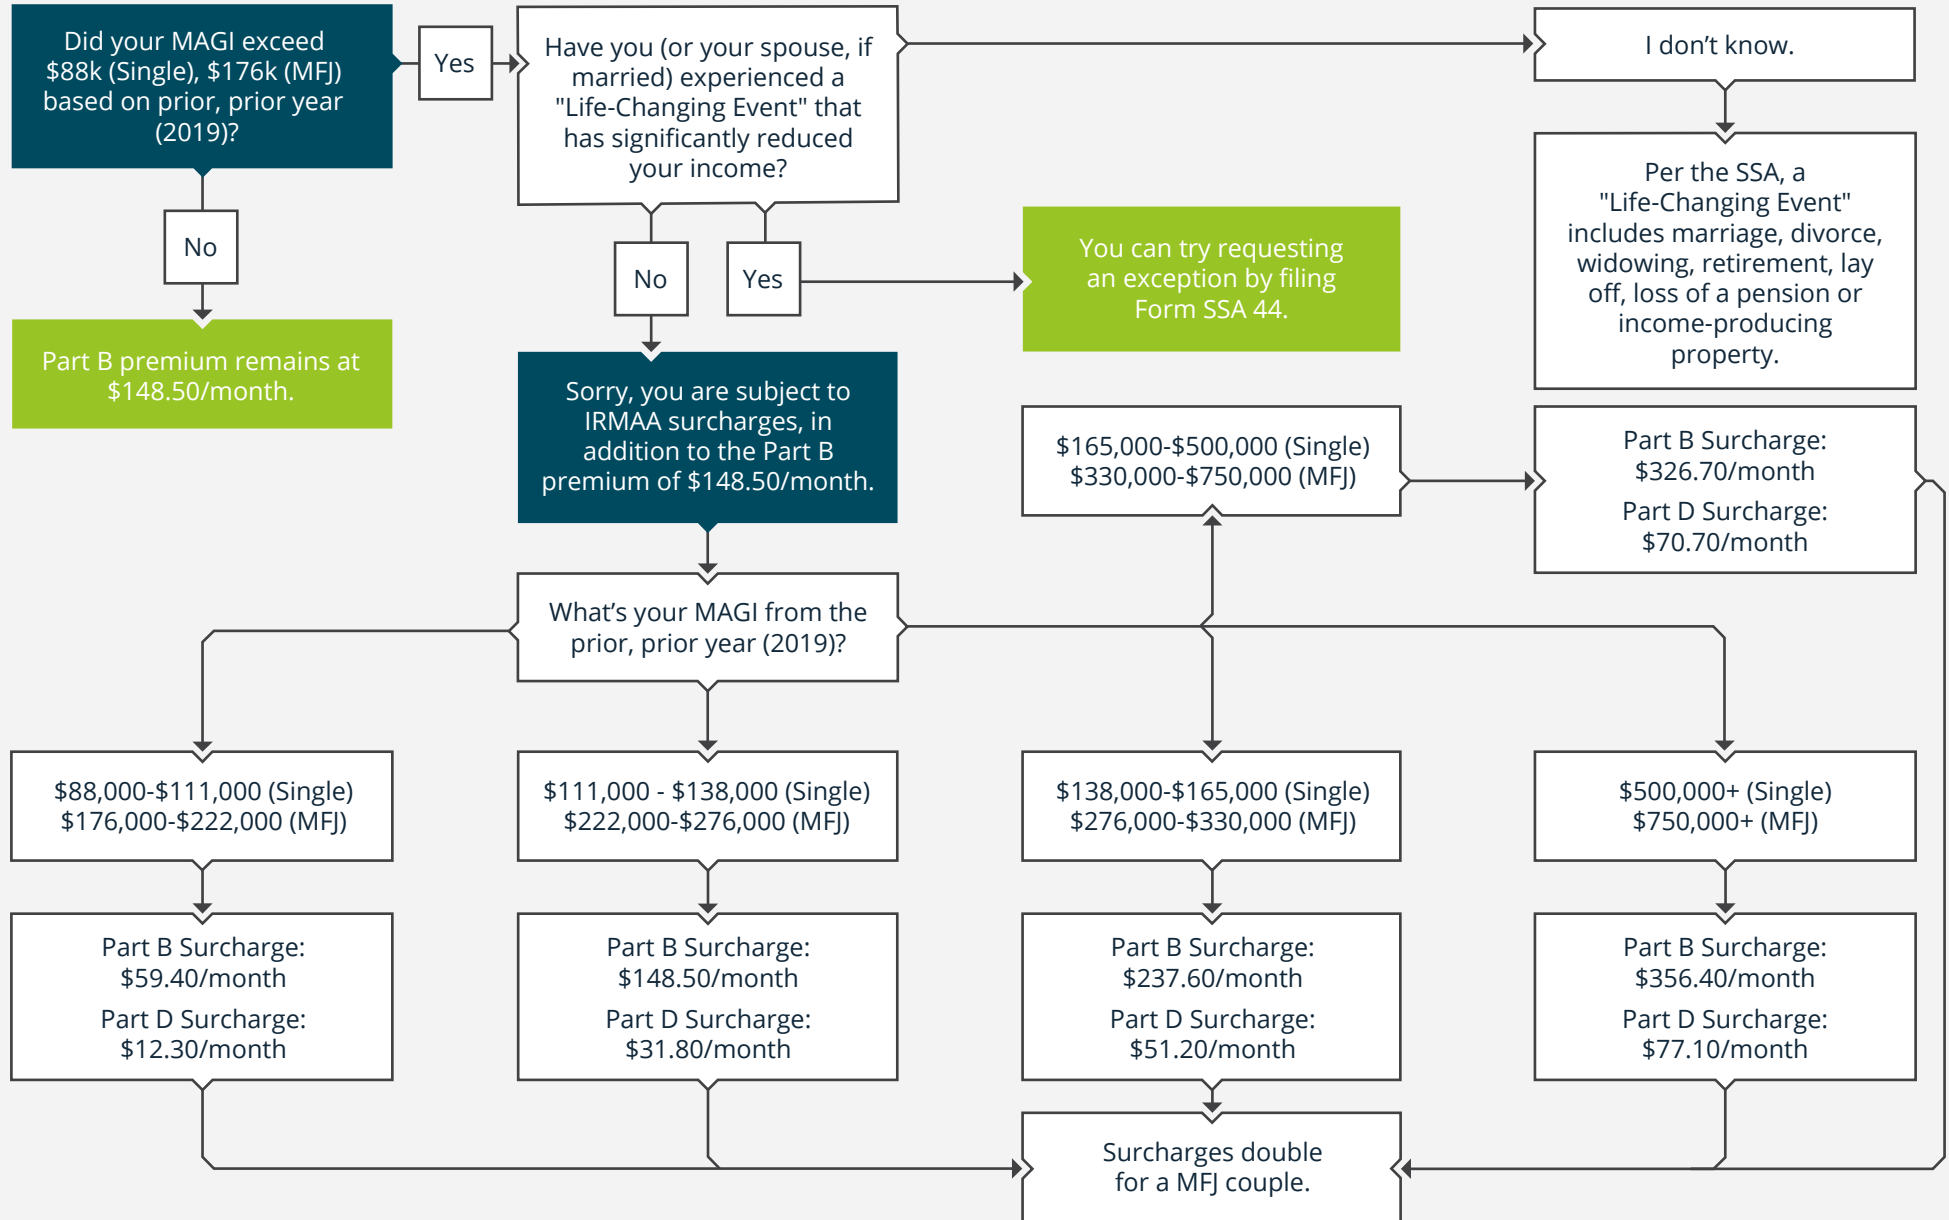 Did your MAGI exceed
$88k (Single), $176k (MFJ)
based on prior, prior year
(2019)?
Yes
Have you (or your spouse, if
married) experienced a
"Life-Changing Event" that
has significantly reduced
your income?
I don’t know.
Per the SSA, a
"Life-Changing Event"
includes marriage, divorce,
widowing, retirement, lay
off, loss of a pension or
income-producing
property.
No
Part B premium remains at
$148.50/month.
No
Yes
You can try requesting
an exception by filing
Form SSA 44.
Sorry, you are subject to
IRMAA surcharges, in
addition to the Part B
premium of $148.50/month.
What’s your MAGI from the
prior, prior year (2019)?
$165,000-$500,000 (Single)
$330,000-$750,000 (MFJ)
Part B Surcharge:
$326.70/month
Part D Surcharge:
$70.70/month
$88,000-$111,000 (Single)
$176,000-$222,000 (MFJ)
$111,000 - $138,000 (Single)
$222,000-$276,000 (MFJ)
$138,000-$165,000 (Single)
$276,000-$330,000 (MFJ)
$500,000+ (Single)
$750,000+ (MFJ)
Part B Surcharge:
$59.40/month
Part D Surcharge:
$12.30/month
Part B Surcharge:
$148.50/month
Part D Surcharge:
$31.80/month
Part B Surcharge:
$237.60/month
Part D Surcharge:
$51.20/month
Part B Surcharge:
$356.40/month
Part D Surcharge:
$77.10/month
Surcharges double
for a MFJ couple.